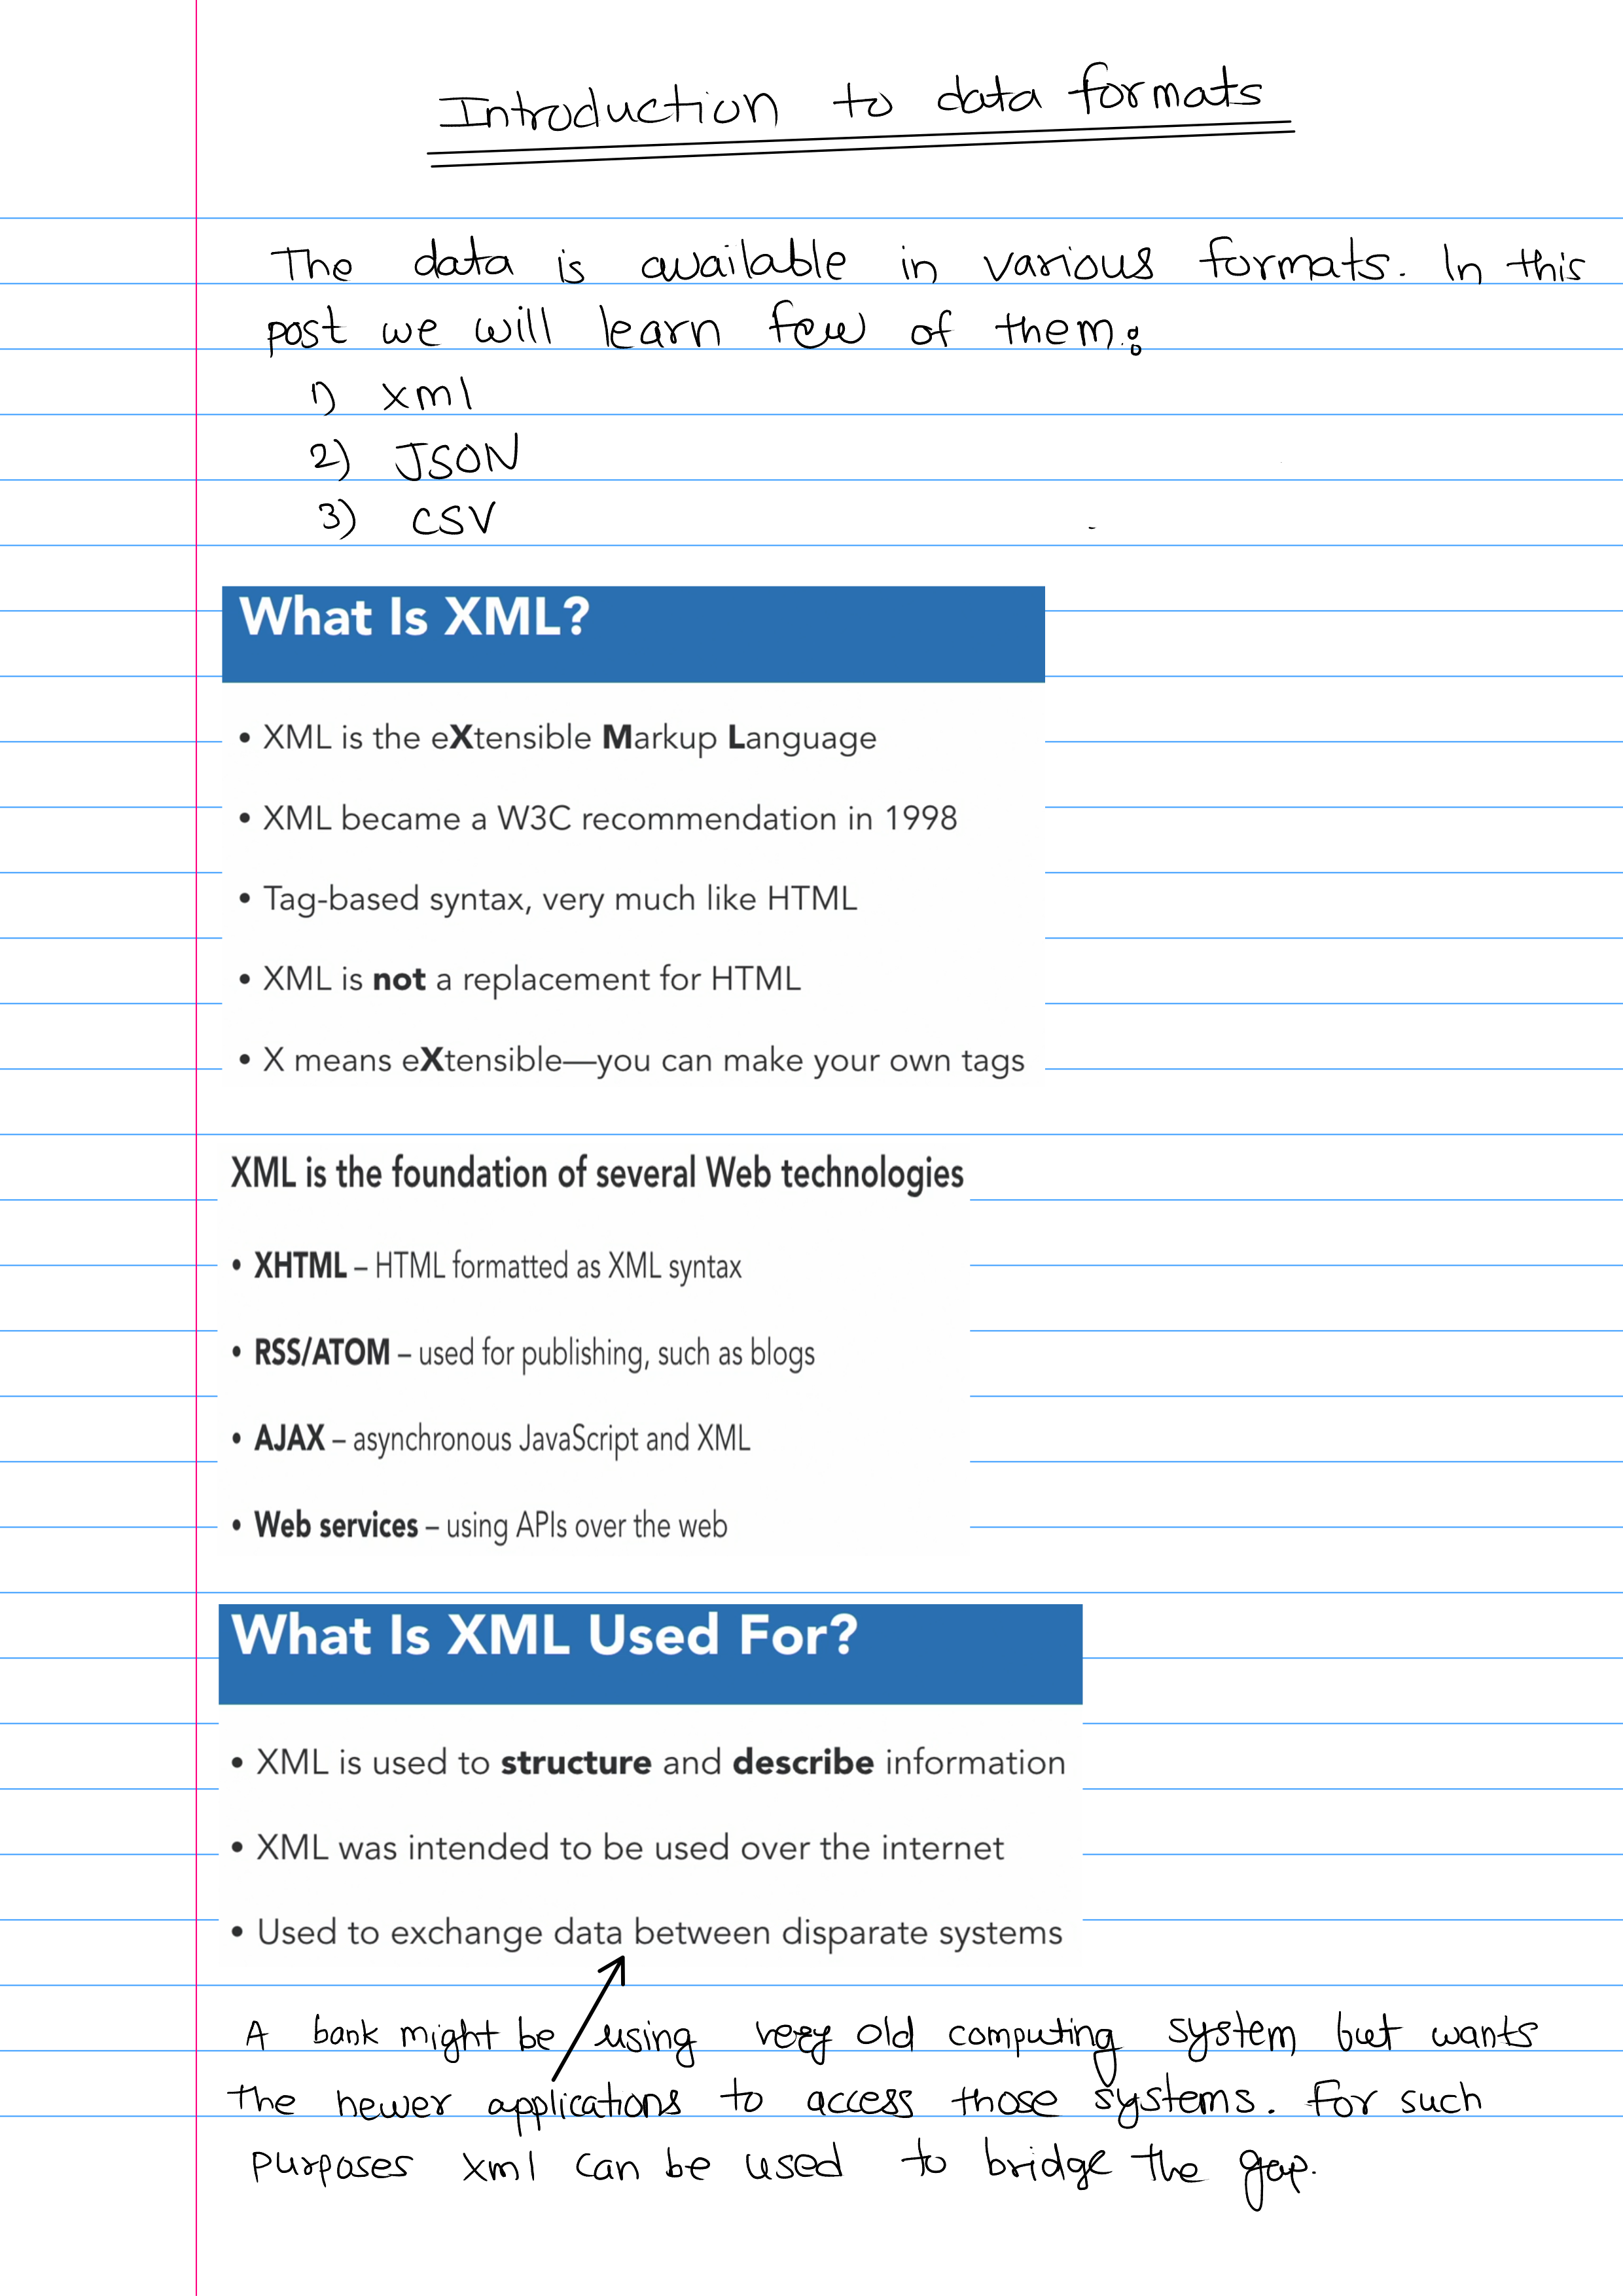 Introduction to data formats
The data is available in various formats. In this
post we will learn few of them:
1) xml
2) JSON
3) CSV
What Is XML?
• XML is the eXtensible Markup Language
• XML became a W3C recommendation in 1998
• Tag-based syntax, very much like HTML
• XML is not a replacement for HTML
• X means eXtensible—you can make your own tags
XML is the foundation of several Web technologies
• XHTML – HTML formatted as XML syntax
• RSS/ATOM – used for publishing, such as blogs
• AJAX – asynchronous JavaScript and XML
• Web services – using APIs over the web
What Is XML Used For?
• XML is used to structure and describe information
• XML was intended to be used over the internet
• Used to exchange data between disparate systems
A bank might be using very old computing system but wants
the newer applications to access those systems. For such
purposes xml can be used to bridge the gap.